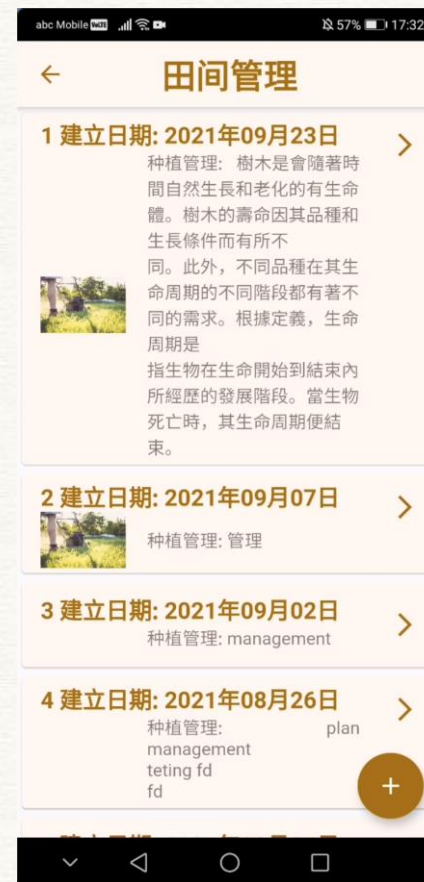 abc Mobile VoLTE 57% 17:32
田间管理
1 建立日期: 2021年09月23日
种植管理: 樹木是會隨著時
間自然生長和老化的有生命
體。樹木的壽命因其品種和
生長條件而有所不
同。此外，不同品種在其生
命周期的不同階段都有著不
同的需求。根據定義，生命
周期是
指生物在生命開始到結束內
所經歷的發展階段。當生物
死亡時，其生命周期便結
束。
2 建立日期: 2021年09月07日
种植管理: 管理
3 建立日期: 2021年09月02日
种植管理: management
4 建立日期: 2021年08月26日
种植管理: plan
management
teting fd
fd
+